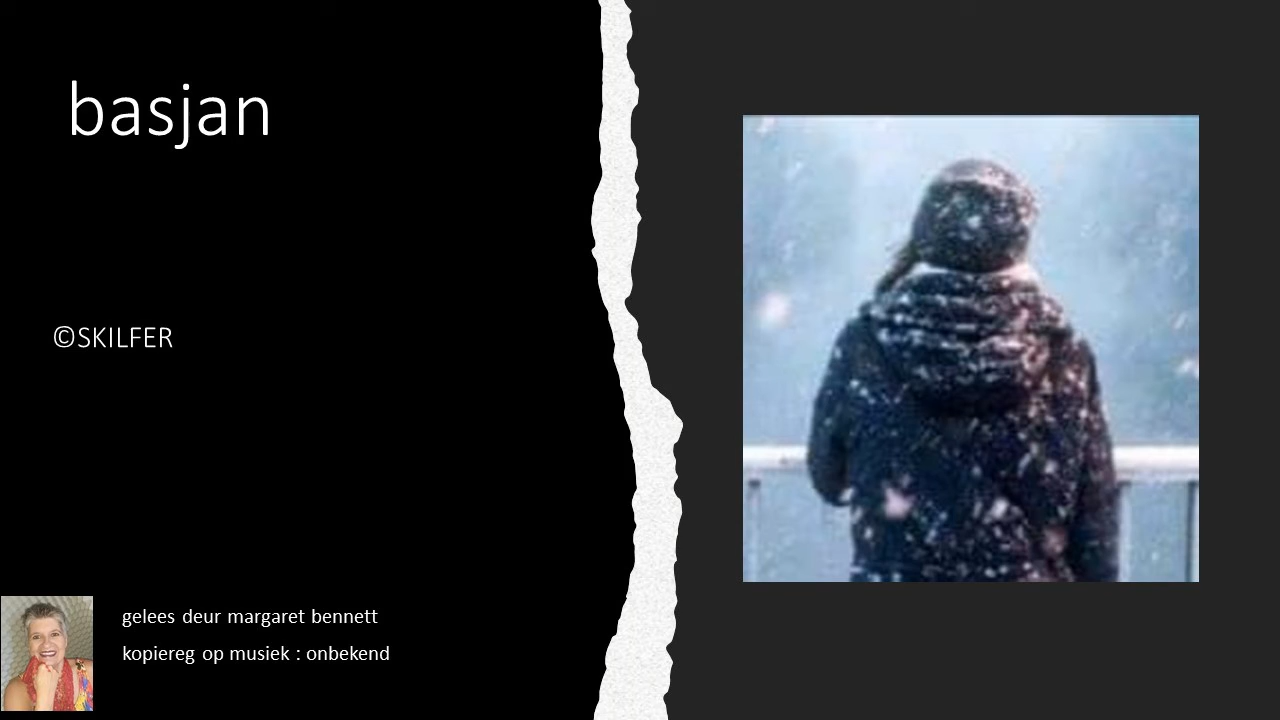 basjan
©SKILFER
gelees deur margaret bennett
kopiereg op musiek : onbekend